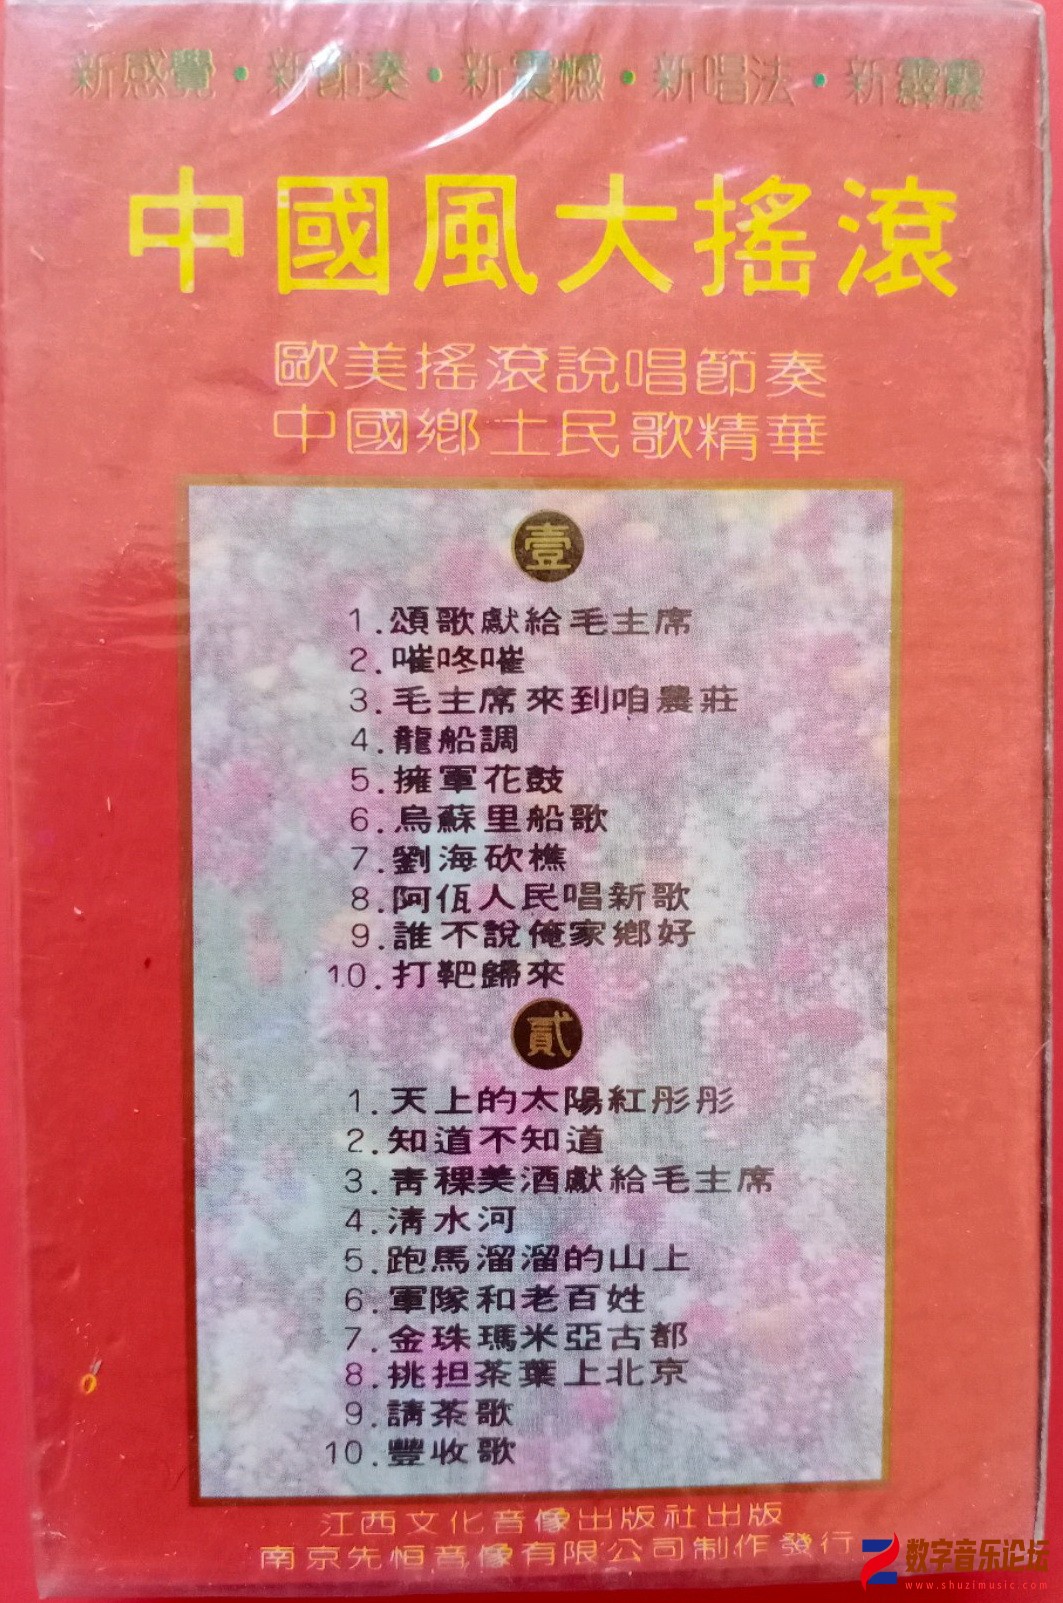 新感覺·新節奏·新震憾·新唱法·新霹靂
中國風大搖滾
歐美搖滾說唱節奏
中國鄉土民歌精華
壹
1.頌歌獻給毛主席
2.嗺咚嗺
3.毛主席來到咱農莊
4.龍船調
5.擁軍花鼓
6.烏蘇里船歌
7.劉海砍樵
8.阿佤人民唱新歌
9.誰不說俺家鄉好
10.打靶歸來
貳
1.天上的太陽紅彤彤
2.知道不知道
3.青稞美酒獻給毛主席
4.清水河
5.跑馬溜溜的山上
6.軍隊和老百姓
7.金珠瑪米亞古都
8.挑担茶葉上北京
9.請茶歌
10.豐收歌
江西文化音像出版社出版
南京先恒音像有限公司制作發行
数字音乐论坛
www.shuzimusic.com